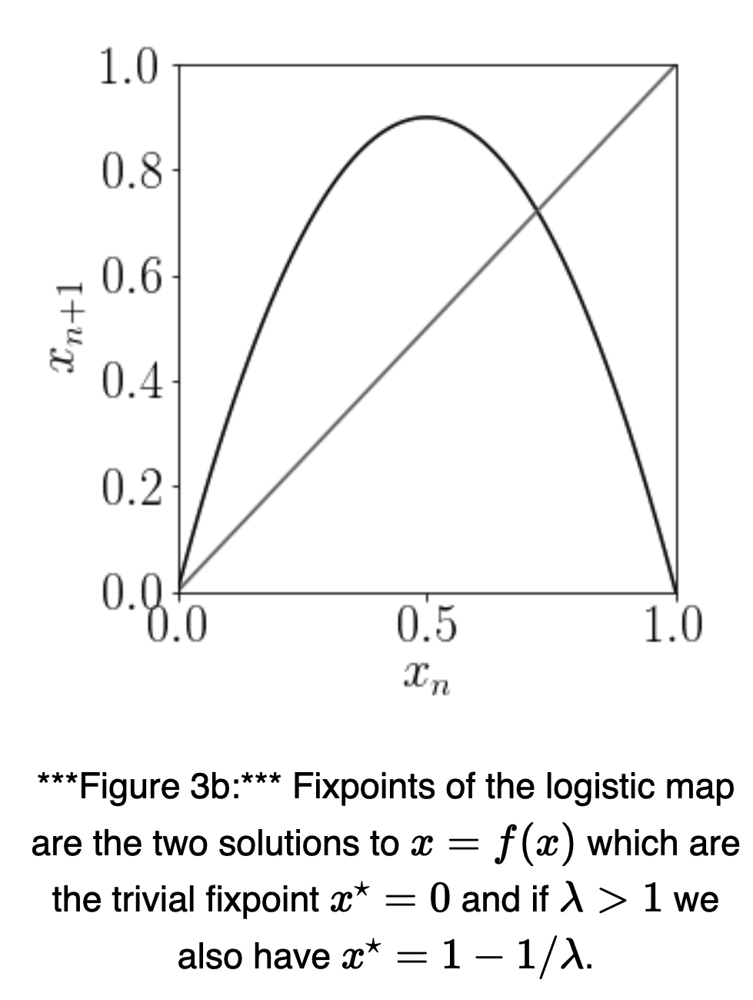 1.0
0.8
0.6
0.4
0.2
0.0
xₙ₊₁
0.0 0.5 1.0
xₙ
***Figure 3b:*** Fixpoints of the logistic map
are the two solutions to x = f(x) which are
the trivial fixpoint x⋆ = 0 and if λ > 1 we
also have x⋆ = 1 − 1/λ.